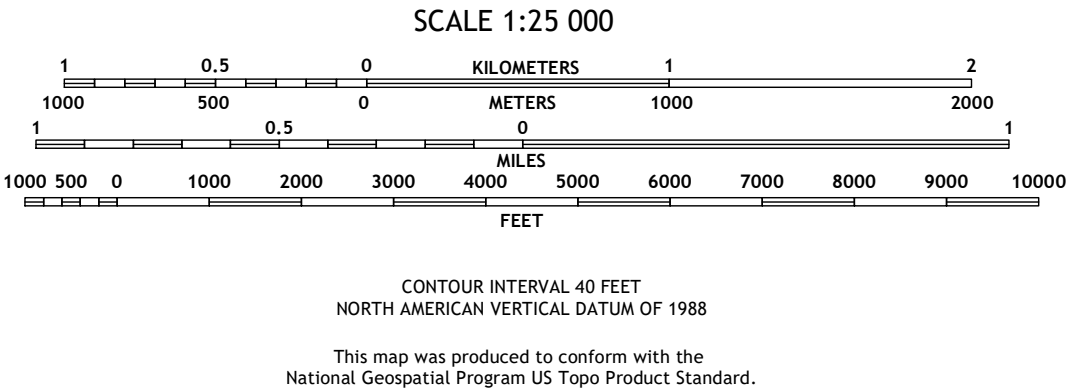 SCALE 1:25 000
1 0.5 0 KILOMETERS 1 2
1000 500 0 METERS 1000 2000
1 0.5 0 1
MILES
1000 500 0 1000 2000 3000 4000 5000 6000 7000 8000 9000 10000
FEET
CONTOUR INTERVAL 40 FEET
NORTH AMERICAN VERTICAL DATUM OF 1988
This map was produced to conform with the
National Geospatial Program US Topo Product Standard.